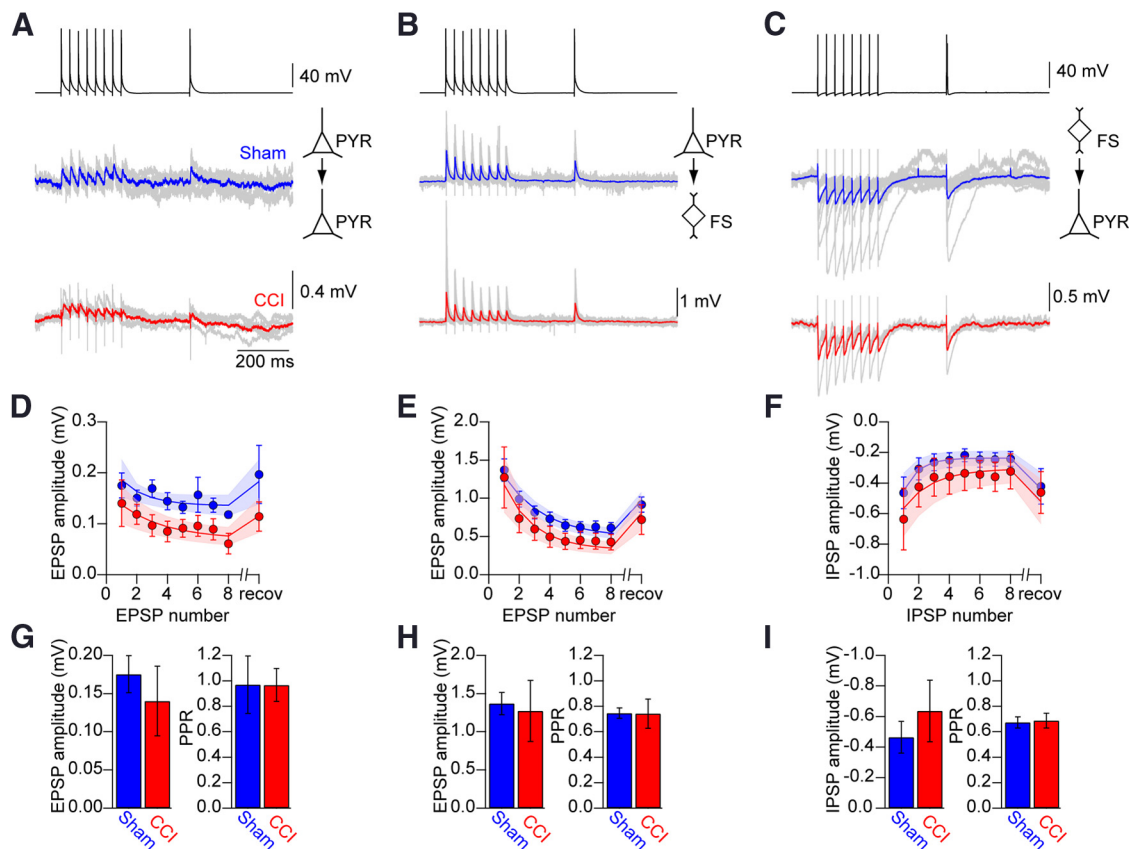 A
B
C
40 mV
40 mV
PYR
PYR
FS
Sham
PYR
FS
PYR
CCI
0.4 mV
1 mV
0.5 mV
200 ms
D
E
F
EPSP amplitude (mV)
0.3
0.2
0.1
0.0
0 2 4 6 8 recov
EPSP number
EPSP amplitude (mV)
2.0
1.5
1.0
0.5
0.0
0 2 4 6 8 recov
EPSP number
IPSP amplitude (mV)
0.0
-0.2
-0.4
-0.6
-0.8
-1.0
0 2 4 6 8 recov
IPSP number
G
H
I
EPSP amplitude (mV)
0.20
0.15
0.10
0.05
0.00
Sham
CCI
PPR
1.2
1.0
0.8
0.6
0.4
0.2
0.0
Sham
CCI
EPSP amplitude (mV)
2.0
1.5
1.0
0.5
0.0
Sham
CCI
PPR
1.2
1.0
0.8
0.6
0.4
0.2
0.0
Sham
CCI
IPSP amplitude (mV)
-1.0
-0.8
-0.6
-0.4
-0.2
-0.0
Sham
CCI
PPR
1.2
1.0
0.8
0.6
0.4
0.2
0.0
Sham
CCI